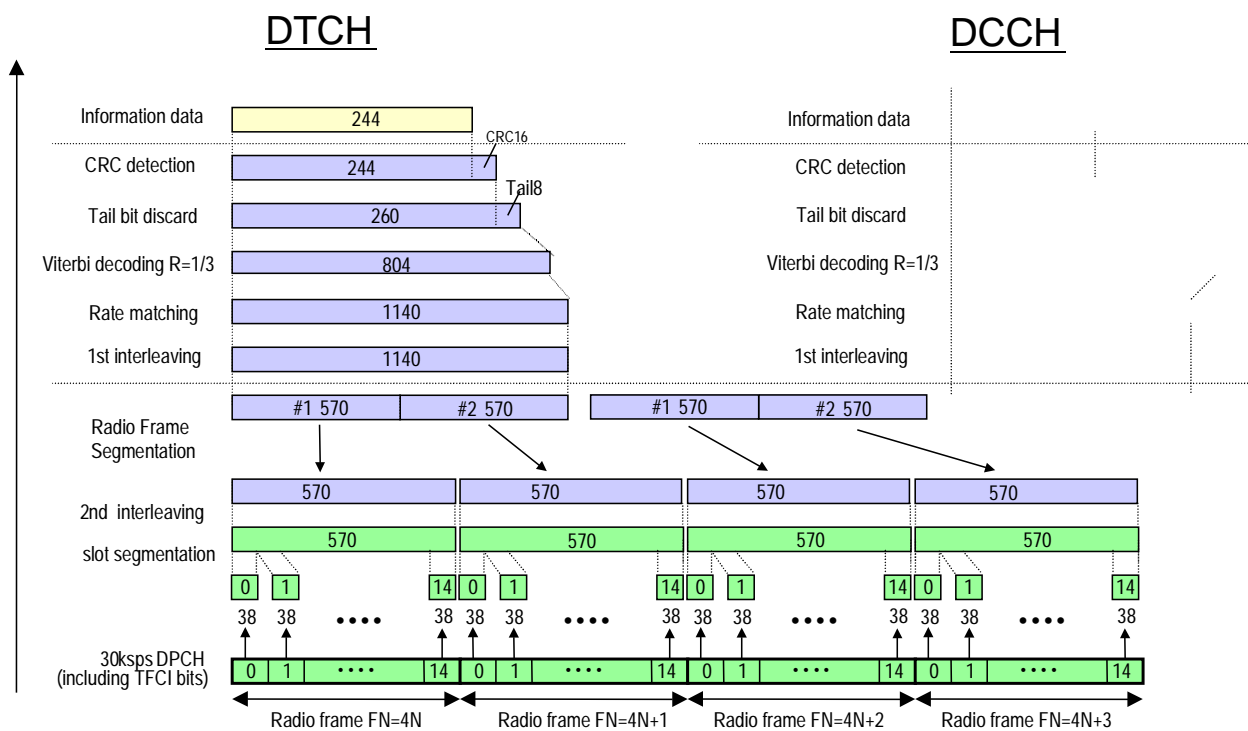 DTCH DCCH
Information data 244 Information data
CRC16
CRC detection 244 CRC detection
Tail8
Tail bit discard 260 Tail bit discard
Viterbi decoding R=1/3 804 Viterbi decoding R=1/3
Rate matching 1140 Rate matching
1st interleaving 1140 1st interleaving
#1 570 #2 570 #1 570 #2 570
Radio Frame
Segmentation
570 570 570 570
2nd interleaving
570 570 570 570
slot segmentation
0 1 14 0 1 14 0 1 14 0 1 14
38 38 •••• 38 38 38 •••• 38 38 38 •••• 38 38 38 •••• 38
30ksps DPCH
(including TFCI bits)
0 1 •••• 14 0 1 •••• 14 0 1 •••• 14 0 1 •••• 14
Radio frame FN=4N Radio frame FN=4N+1 Radio frame FN=4N+2 Radio frame FN=4N+3